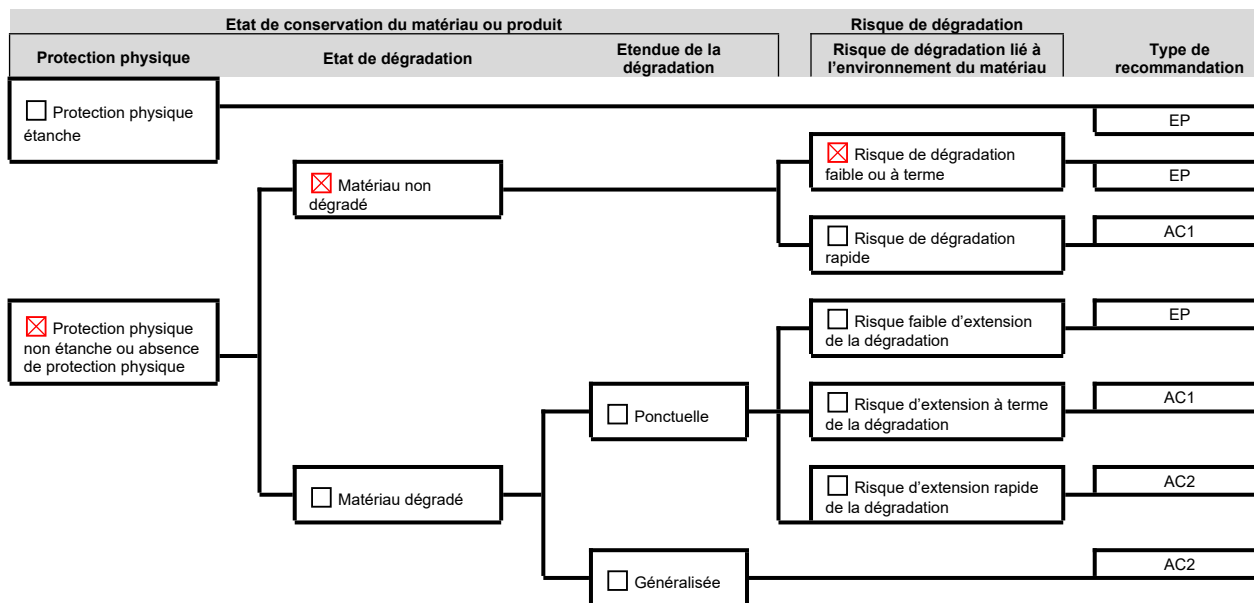 Etat de conservation du matériau ou produit
Risque de dégradation
Protection physique
Etat de dégradation
Etendue de la
dégradation
Risque de dégradation lié à
l'environnement du matériau
Type de
recommandation
Protection physique
étanche
EP
Matériau non
dégradé
Risque de dégradation
faible ou à terme
EP
Risque de dégradation
rapide
AC1
Protection physique
non étanche ou absence
de protection physique
Risque faible d'extension
de la dégradation
EP
Ponctuelle
Risque d'extension à terme
de la dégradation
AC1
Matériau dégradé
Risque d'extension rapide
de la dégradation
AC2
Généralisée
AC2